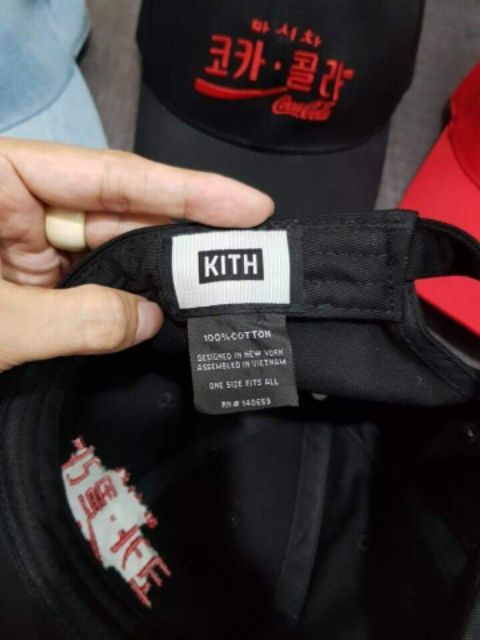 마 시 자
코카·콜라
Coca-Cola
KITH
100% COTTON
DESIGNED IN NEW YORK
ASSEMBLED IN VIETNAM
ONE SIZE FITS ALL
RN# 140653